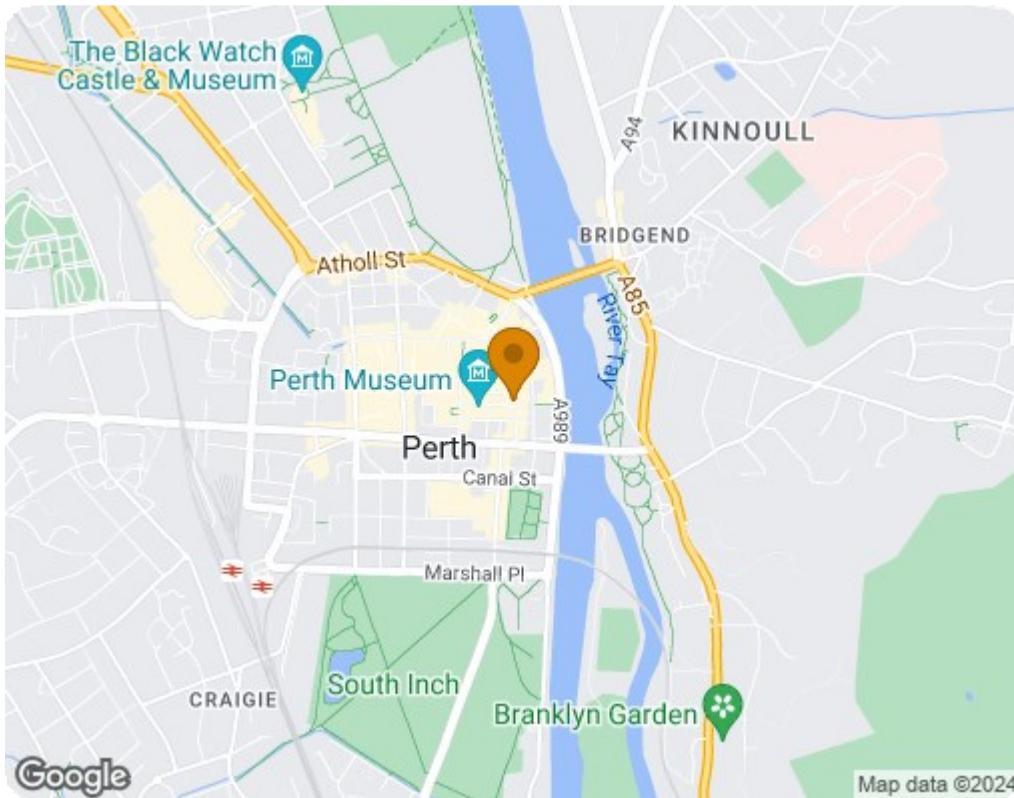 The Black Watch
Castle & Museum
A94
KINNOULL
BRIDGEND
Atholl St
A85
River Tay
Perth Museum
A989
Perth
Canal St
Marshall Pl
South Inch
CRAIGIE
Branklyn Garden
Google
Map data ©2024